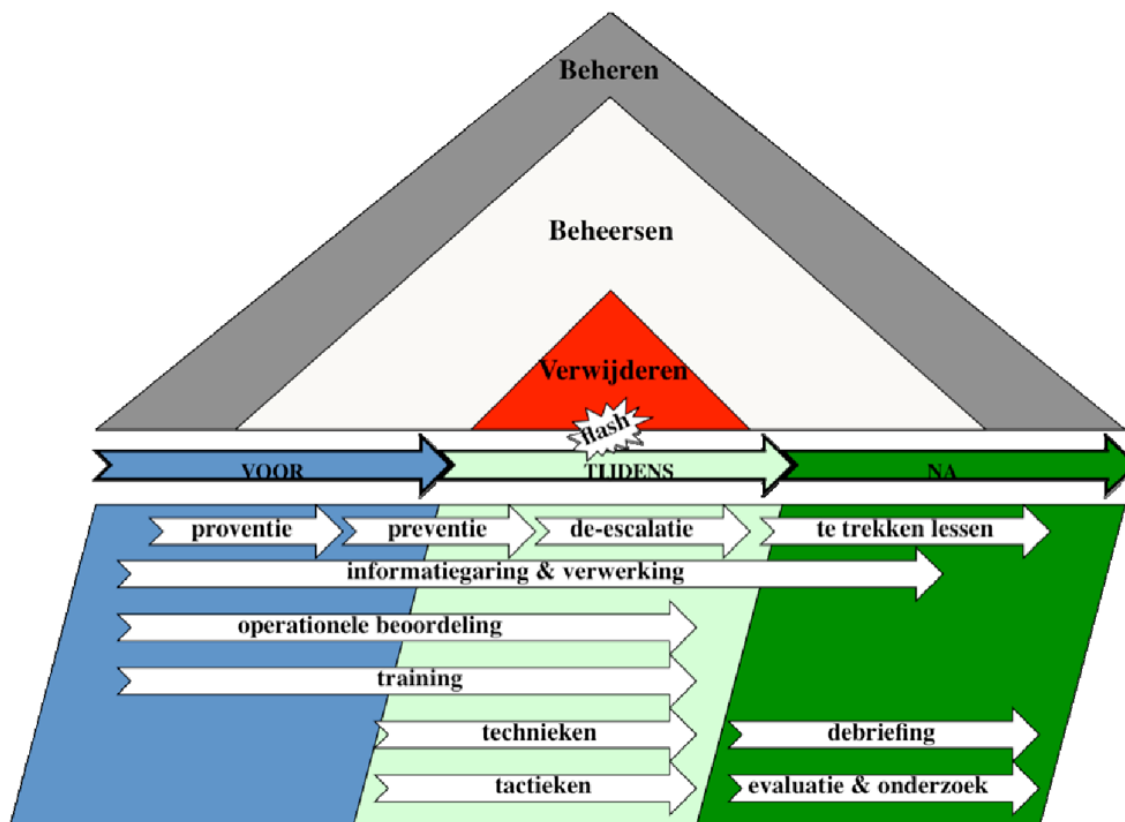 Beheren
Beheersen
Verwijderen
flash
VOOR TIJDENS NA
proventie preventie de-escalatie te trekken lessen
informatiegaring & verwerking
operationele beoordeling
training
technieken debriefing
tactieken evaluatie & onderzoek